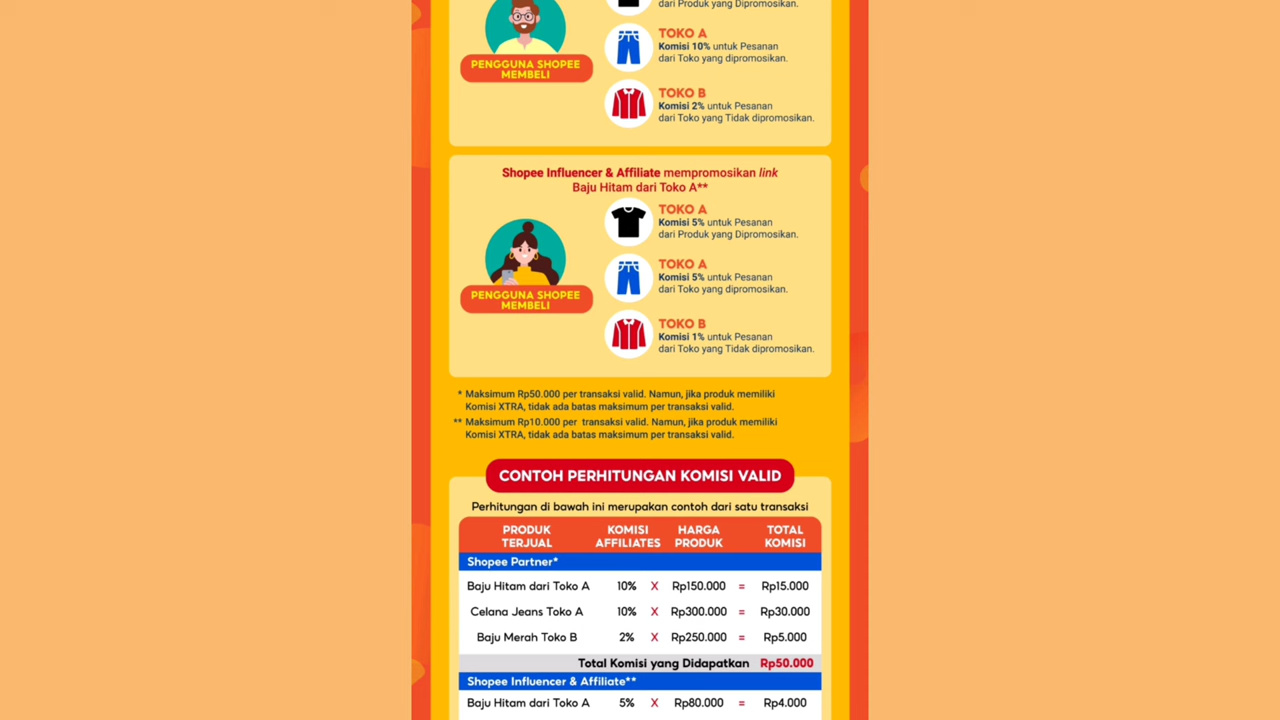 dari Produk yang Dipromosikan.
TOKO A
Komisi 10% untuk Pesanan
dari Toko yang dipromosikan.
PENGGUNA SHOPEE
MEMBELI
TOKO B
Komisi 2% untuk Pesanan
dari Toko yang Tidak dipromosikan.
Shopee Influencer & Affiliate mempromosikan link
Baju Hitam dari Toko A**
TOKO A
Komisi 5% untuk Pesanan
dari Produk yang Dipromosikan.
TOKO A
Komisi 5% untuk Pesanan
dari Toko yang dipromosikan.
PENGGUNA SHOPEE
MEMBELI
TOKO B
Komisi 1% untuk Pesanan
dari Toko yang Tidak dipromosikan.
* Maksimum Rp50.000 per transaksi valid. Namun, jika produk memiliki
Komisi XTRA, tidak ada batas maksimum per transaksi valid.
** Maksimum Rp10.000 per transaksi valid. Namun, jika produk memiliki
Komisi XTRA, tidak ada batas maksimum per transaksi valid.
CONTOH PERHITUNGAN KOMISI VALID
Perhitungan di bawah ini merupakan contoh dari satu transaksi
PRODUK TERJUAL KOMISI AFFILIATES HARGA PRODUK TOTAL KOMISI
Shopee Partner*
Baju Hitam dari Toko A 10% X Rp150.000 = Rp15.000
Celana Jeans Toko A 10% X Rp300.000 = Rp30.000
Baju Merah Toko B 2% X Rp250.000 = Rp5.000
Total Komisi yang Didapatkan Rp50.000
Shopee Influencer & Affiliate**
Baju Hitam dari Toko A 5% X Rp80.000 = Rp4.000